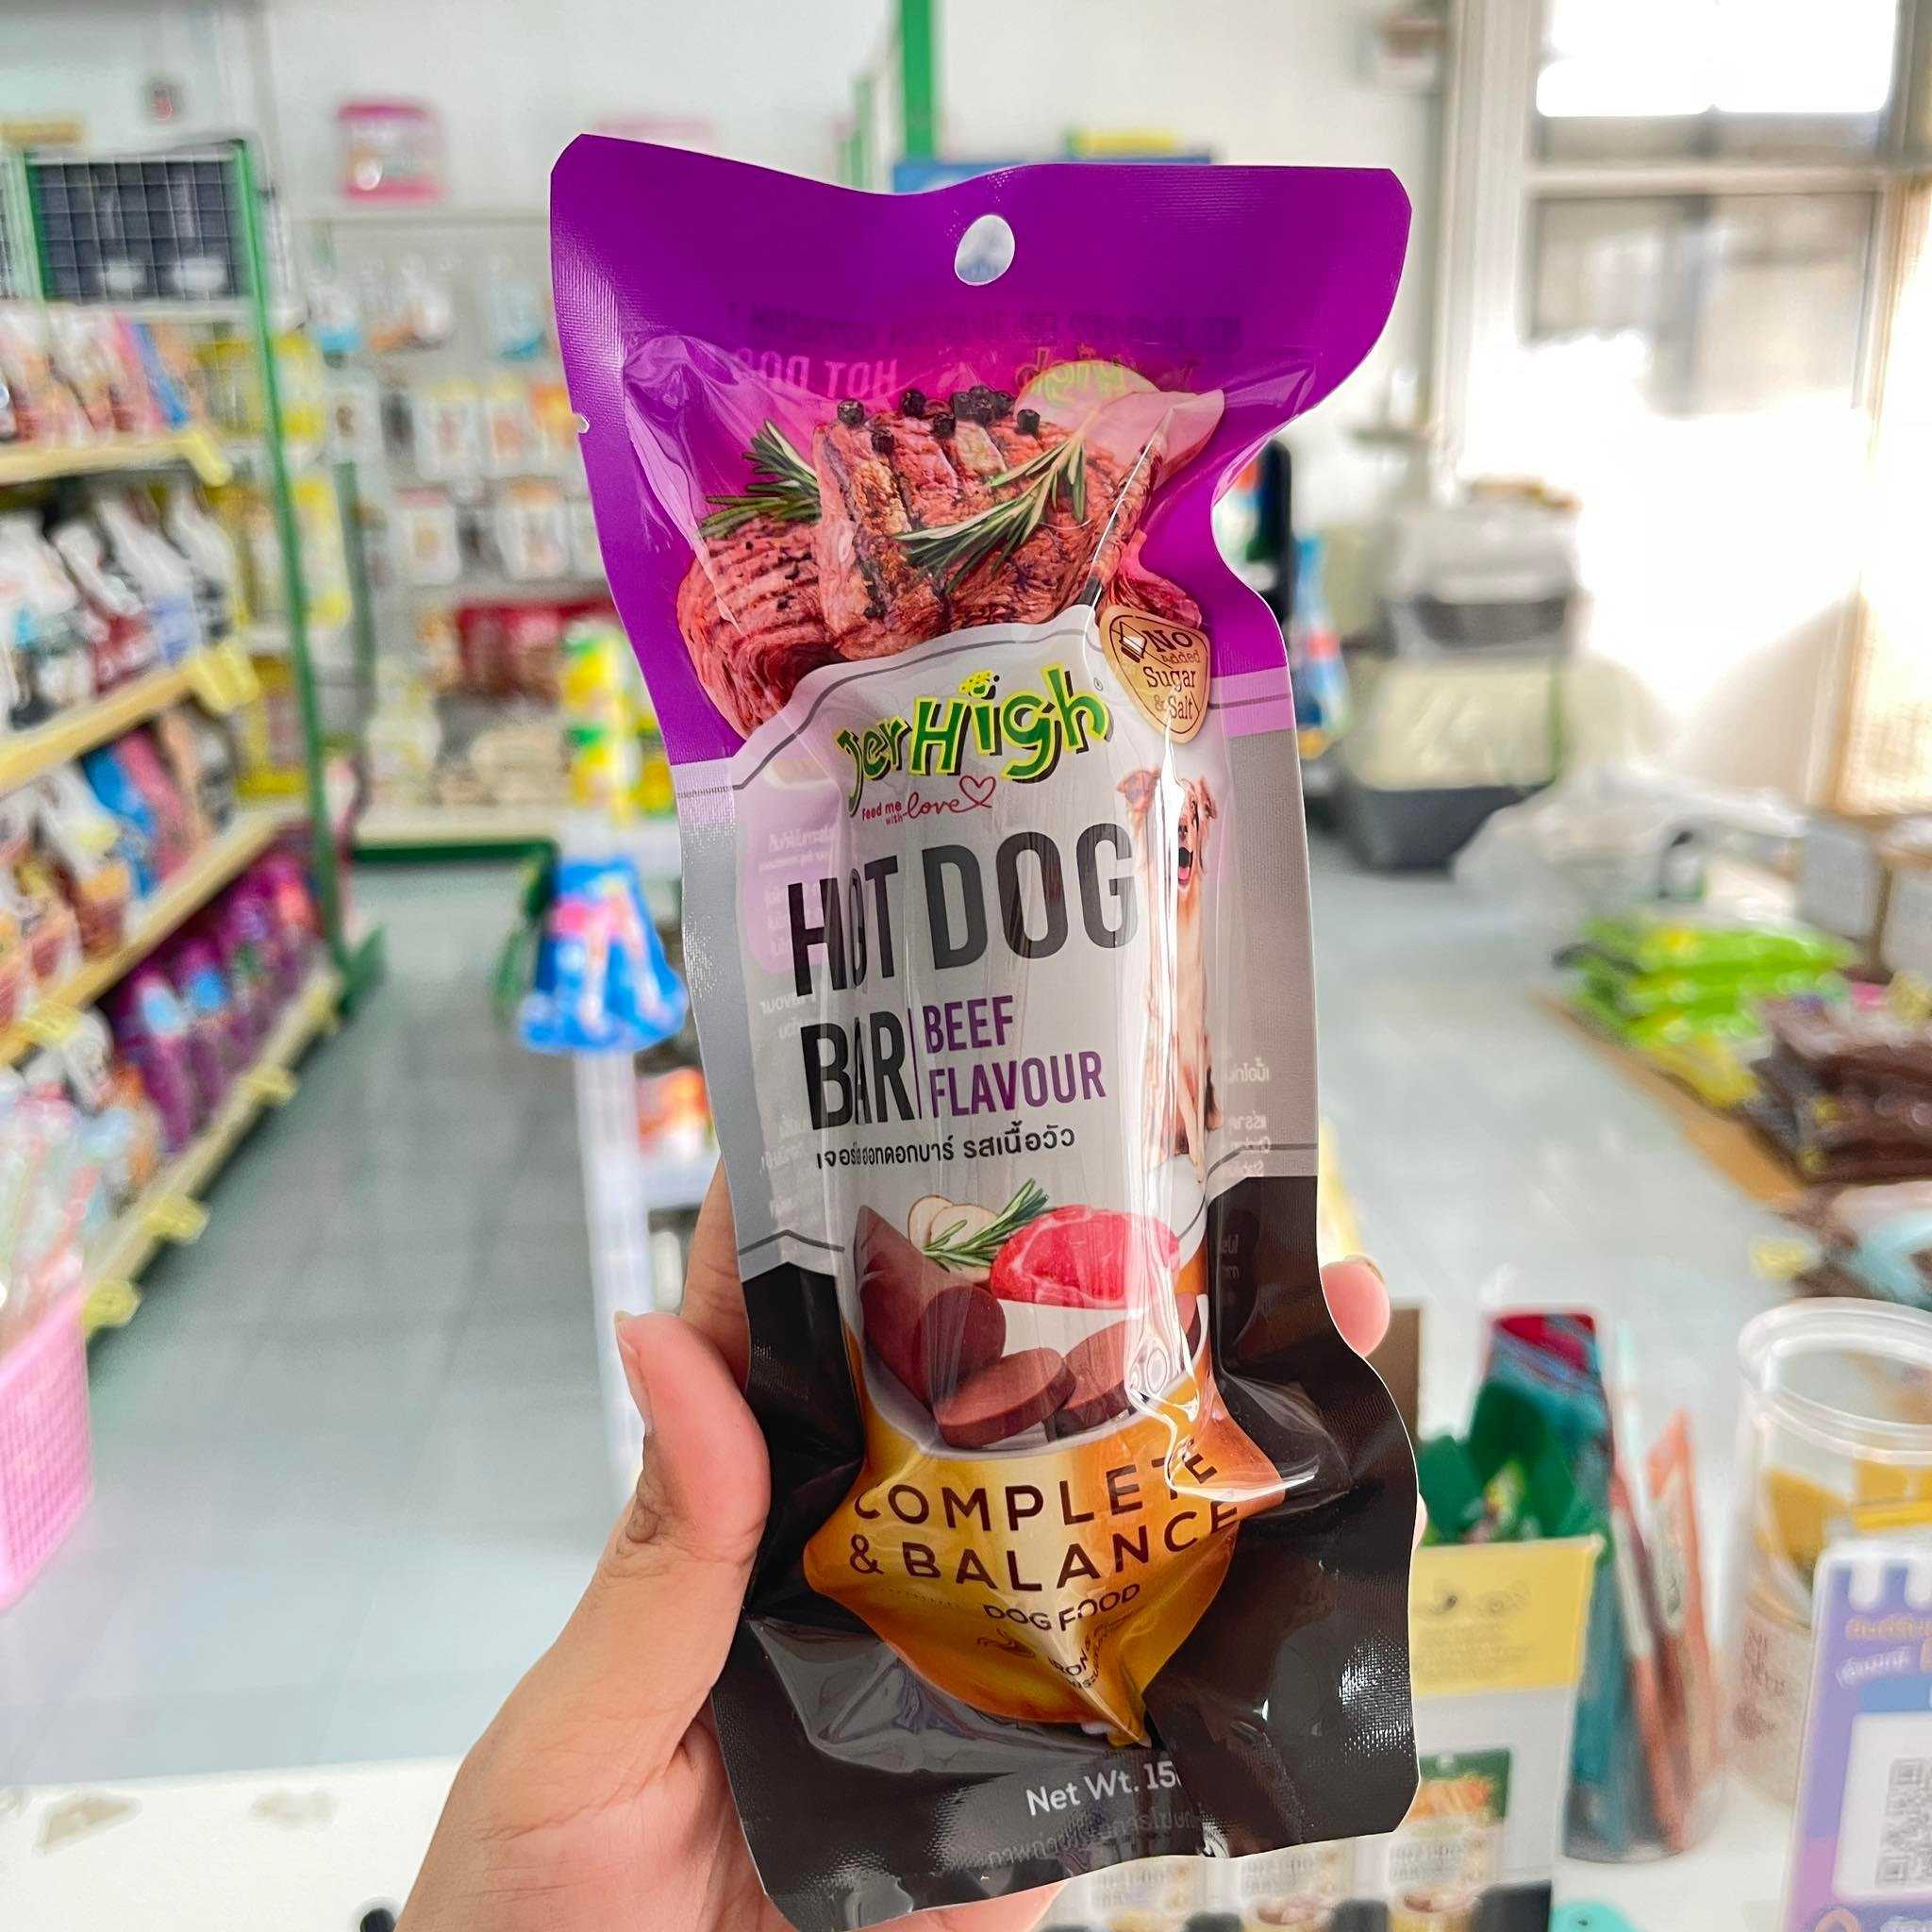 No
Added
Sugar
& Salt
JerHigh®
Feed me
with love
HOT DOG
BAR
BEEF
FLAVOUR
เจอร์ไฮ ฮอทดอกบาร์ รสเนื้อวัว
COMPLETE
& BALANCE
DOG FOOD
Net Wt. 15